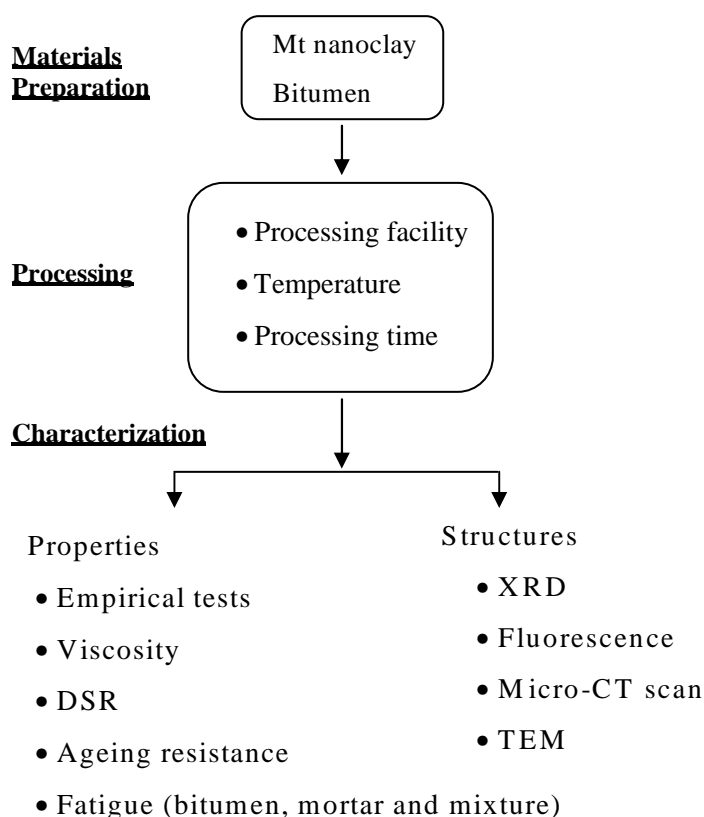 Materials
Preparation
Mt nanoclay
Bitumen
Processing
• Processing facility
• Temperature
• Processing time
Characterization
Properties
• Empirical tests
• Viscosity
• DSR
• Ageing resistance
• Fatigue (bitumen, mortar and mixture)
Structures
• XRD
• Fluorescence
• Micro-CT scan
• TEM